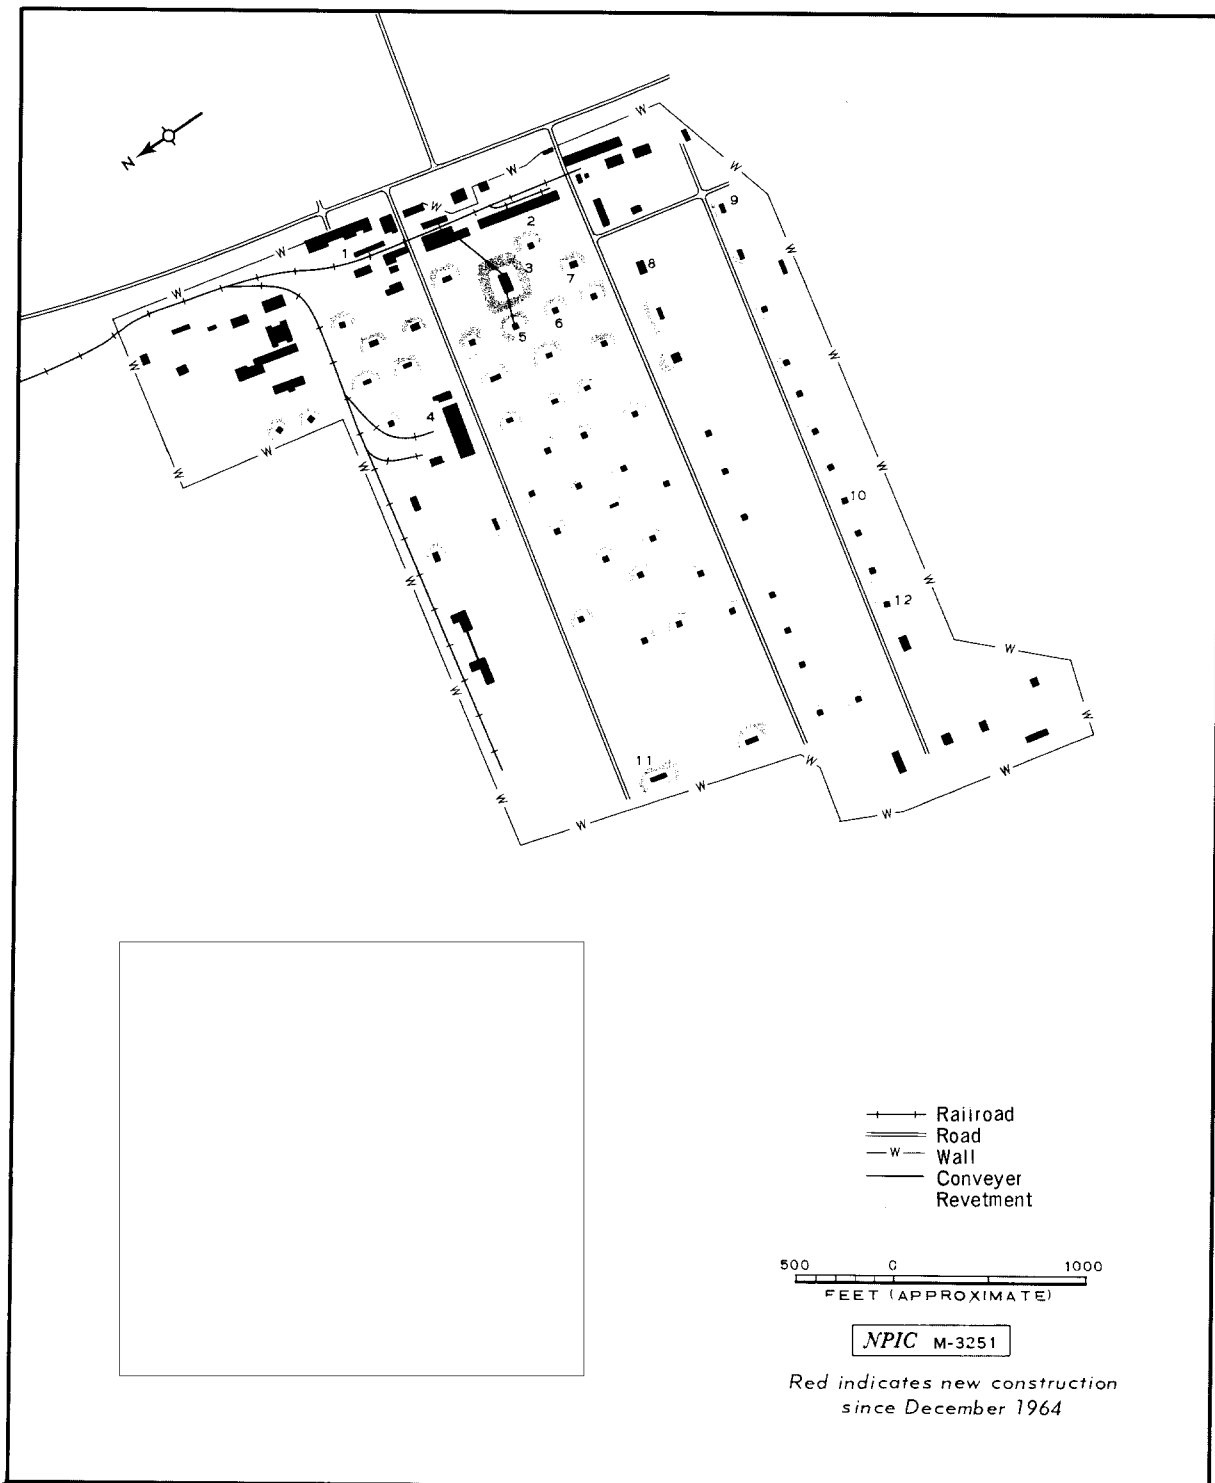 N
W
W
W
W
W
9
2
1
W
W
3
8
7
W
5
6
W
W
4
W
W
W
W
10
W
12
W
W
W
W
11
W
W
W
W
W
W
Railroad
Road
W Wall
Conveyer
Revetment
500 0 1000
FEET (APPROXIMATE)
NPIC M-3251
Red indicates new construction
since December 1964